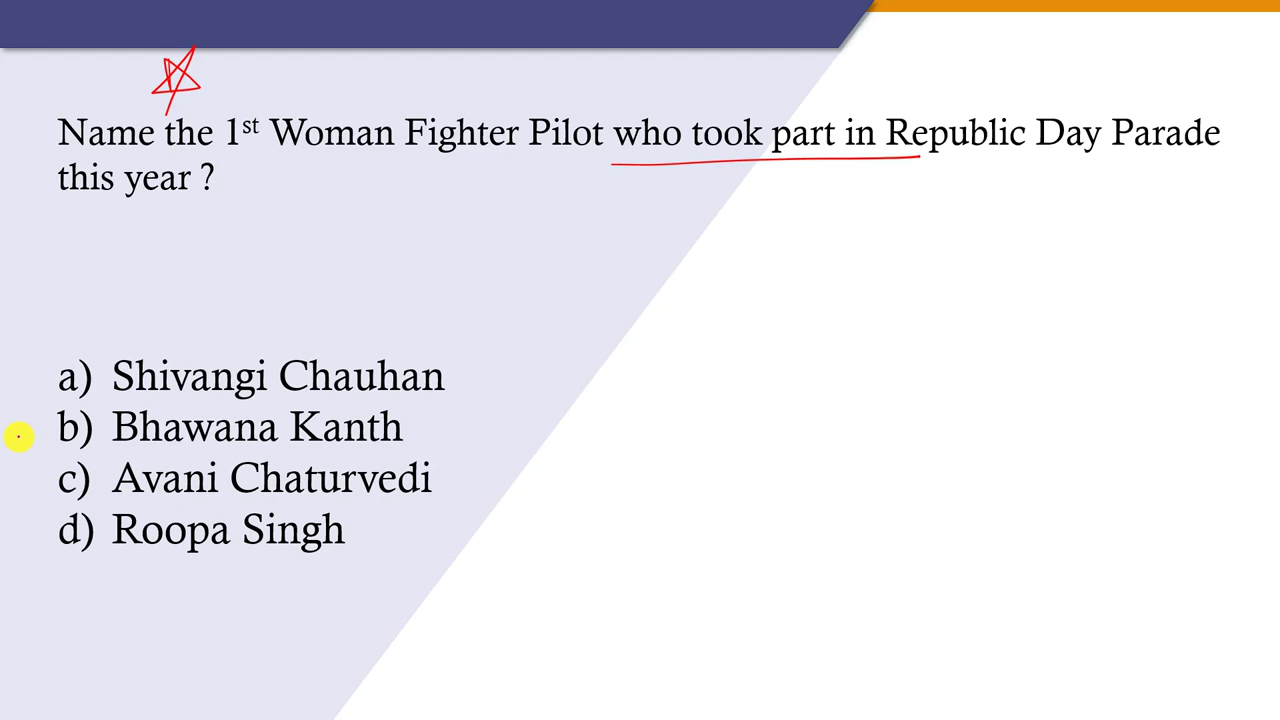 Name the 1st Woman Fighter Pilot who took part in Republic Day Parade
this year ?
a) Shivangi Chauhan
b) Bhawana Kanth
c) Avani Chaturvedi
d) Roopa Singh